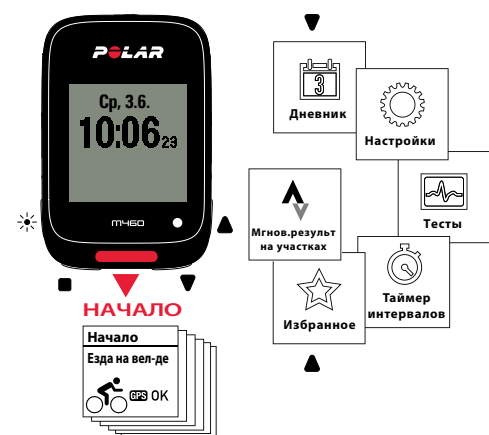 POLAR
Ср, 3.6.
10:06 23
M460
НАЧАЛО
Начало
Езда на вел-де
GPS OK
3
Дневник
Настройки
Тесты
Мгнов.результ
на участках
Таймер
интервалов
Избранное